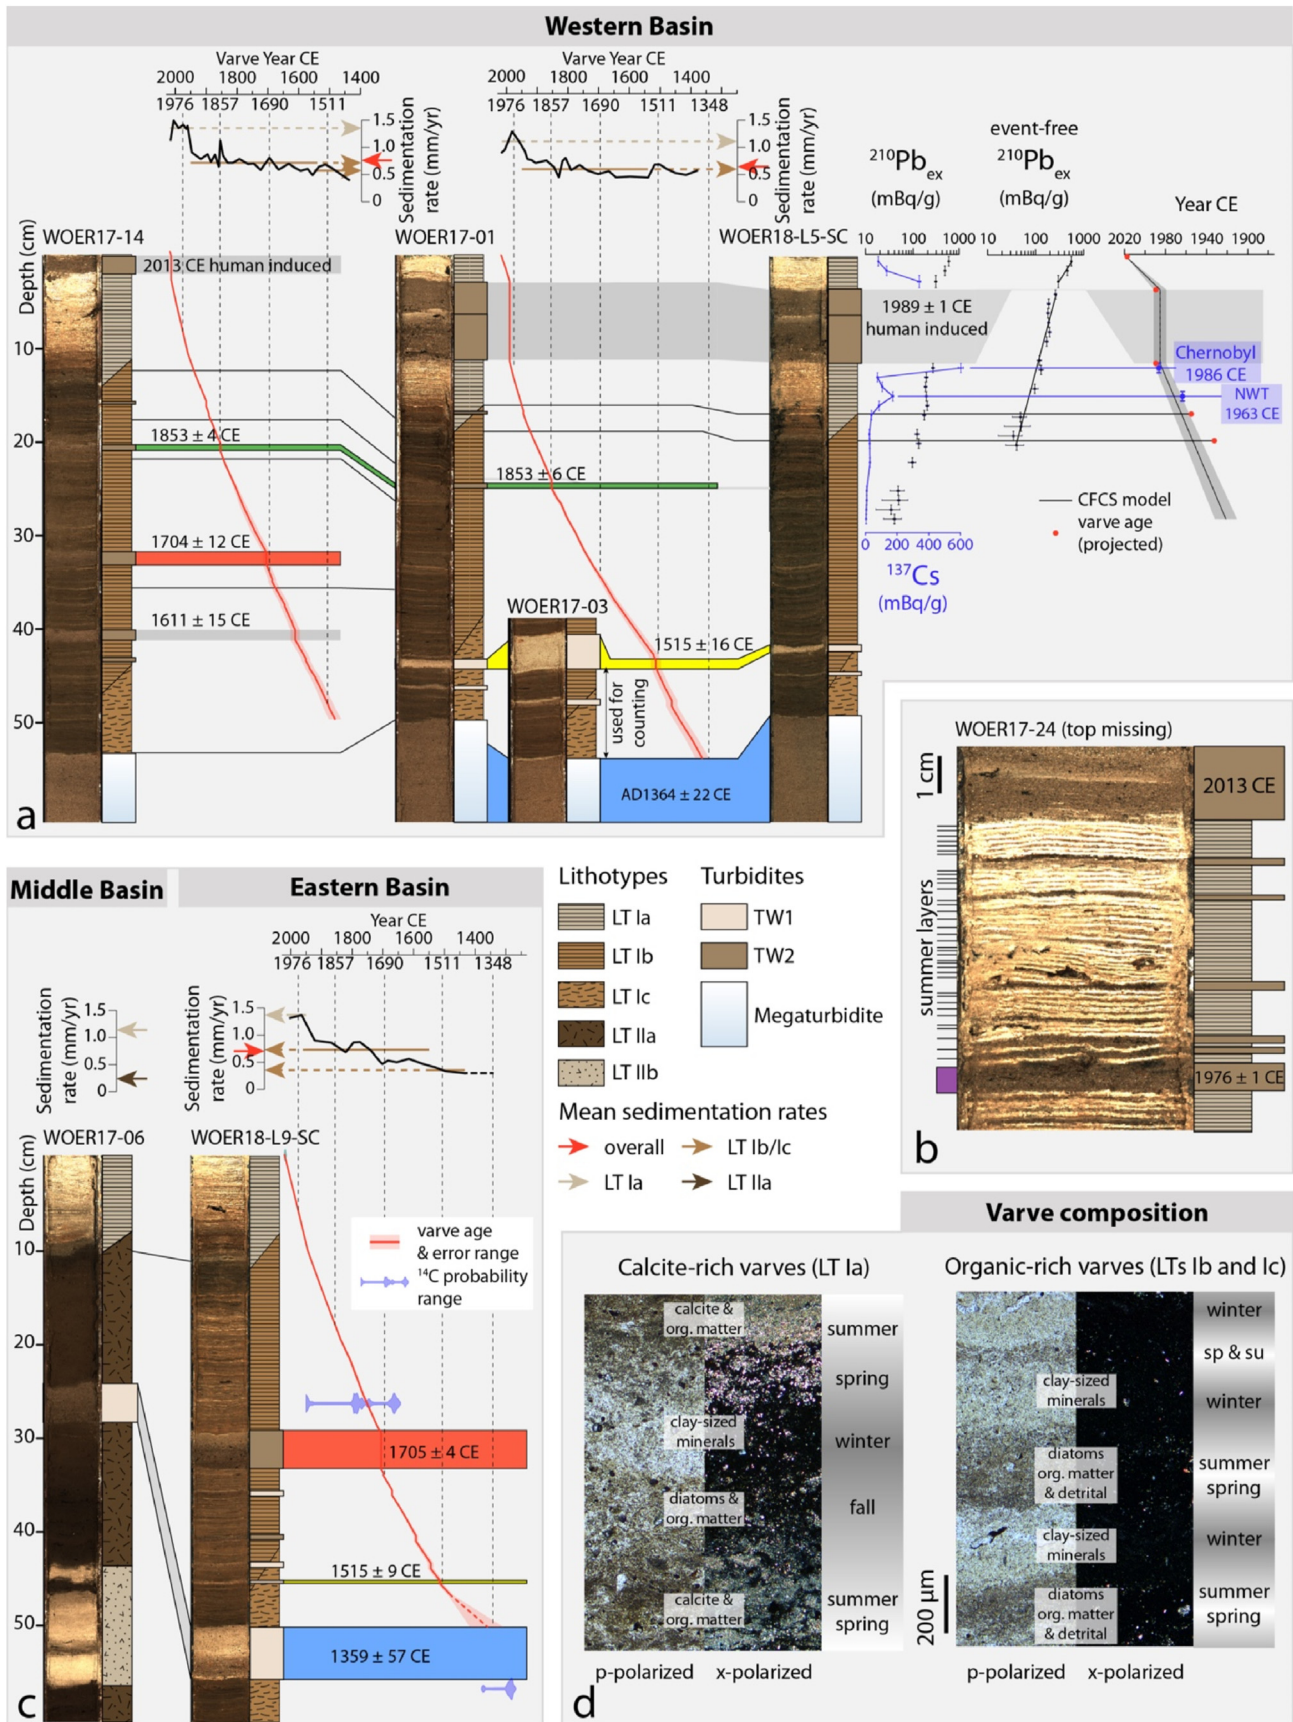 Western Basin
Varve Year CE
2000 1800 1600 1400
1976 1857 1690 1511
1.5
1.0
0.5
0
Sedimentation
rate (mm/yr)
Varve Year CE
2000 1800 1600 1400
1976 1857 1690 1511 1348
1.5
1.0
0.5
0
Sedimentation
rate (mm/yr)
210Pbex
(mBq/g)
event-free
210Pbex
(mBq/g)
Year CE
10 100 1000
10 100 1000
2020 1980 1940 1900
WOER17-14
WOER17-01
WOER18-L5-SC
Depth (cm)
10
20
30
40
50
2013 CE human induced
1989 ± 1 CE
human induced
Chernobyl
1986 CE
NWT
1963 CE
1853 ± 4 CE
1853 ± 6 CE
1704 ± 12 CE
1611 ± 15 CE
CFCS model
varve age
(projected)
0 200 400 600
137Cs
(mBq/g)
WOER17-03
1515 ± 16 CE
used for
counting
AD1364 ± 22 CE
a
WOER17-24 (top missing)
1 cm
2013 CE
summer layers
1976 ± 1 CE
b
Middle Basin
Eastern Basin
Year CE
2000 1800 1600 1400
1976 1857 1690 1511 1348
Sedimentation
rate (mm/yr)
1.5
1.0
0.5
0
Sedimentation
rate (mm/yr)
1.5
1.0
0.5
0
WOER17-06
WOER18-L9-SC
Depth (cm)
10
20
30
40
50
varve age
& error range
14C probability
range
1705 ± 4 CE
1515 ± 9 CE
1359 ± 57 CE
c
Lithotypes
LT Ia
LT Ib
LT Ic
LT IIa
LT IIb
Turbidites
TW1
TW2
Megaturbidite
Mean sedimentation rates
overall
LT Ib/Ic
LT Ia
LT IIa
Varve composition
Calcite-rich varves (LT Ia)
calcite &
org. matter
clay-sized
minerals
diatoms &
org. matter
calcite &
org. matter
summer
spring
winter
fall
summer
spring
p-polarized
x-polarized
Organic-rich varves (LTs Ib and Ic)
clay-sized
minerals
diatoms
org. matter
& detrital
clay-sized
minerals
diatoms
org. matter
& detrital
winter
sp & su
winter
summer
spring
winter
summer
spring
200 µm
p-polarized
x-polarized
d